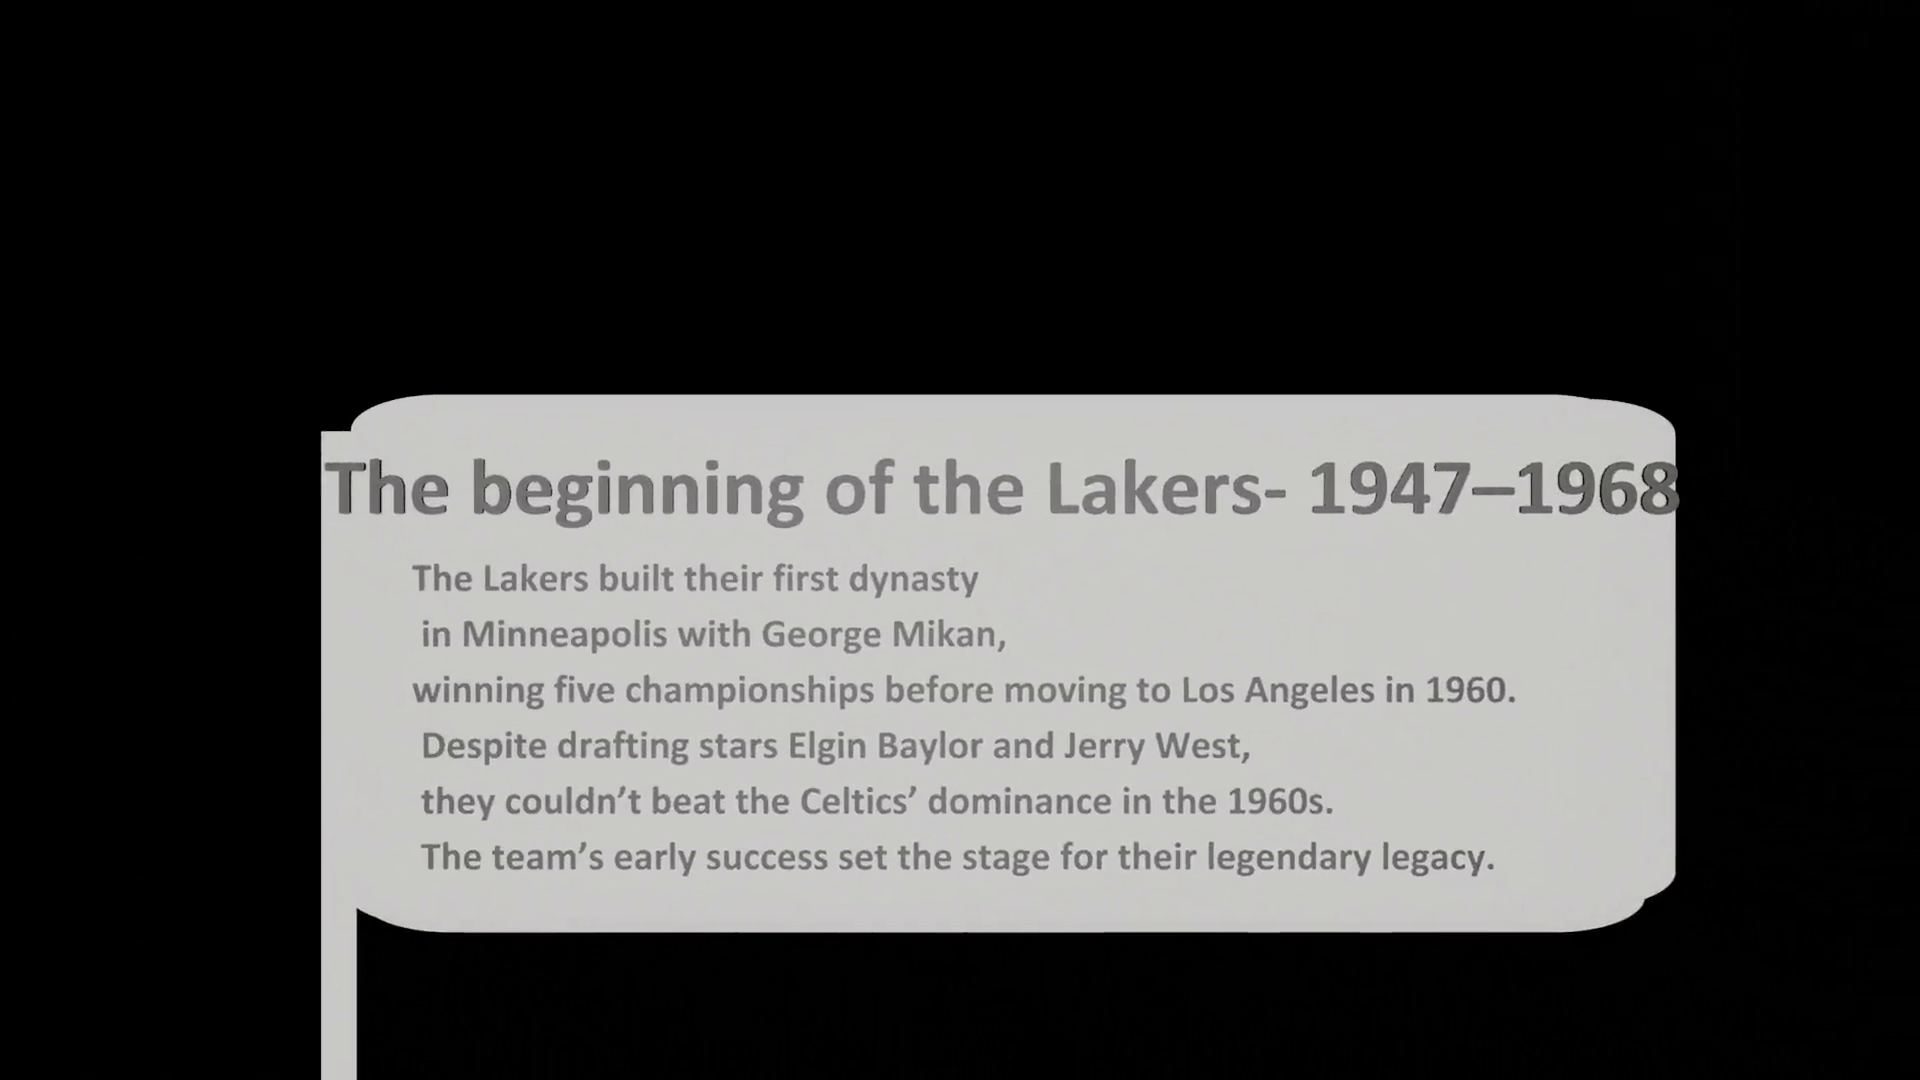 The beginning of the Lakers- 1947–1968
The Lakers built their first dynasty
in Minneapolis with George Mikan,
winning five championships before moving to Los Angeles in 1960.
Despite drafting stars Elgin Baylor and Jerry West,
they couldn’t beat the Celtics’ dominance in the 1960s.
The team’s early success set the stage for their legendary legacy.